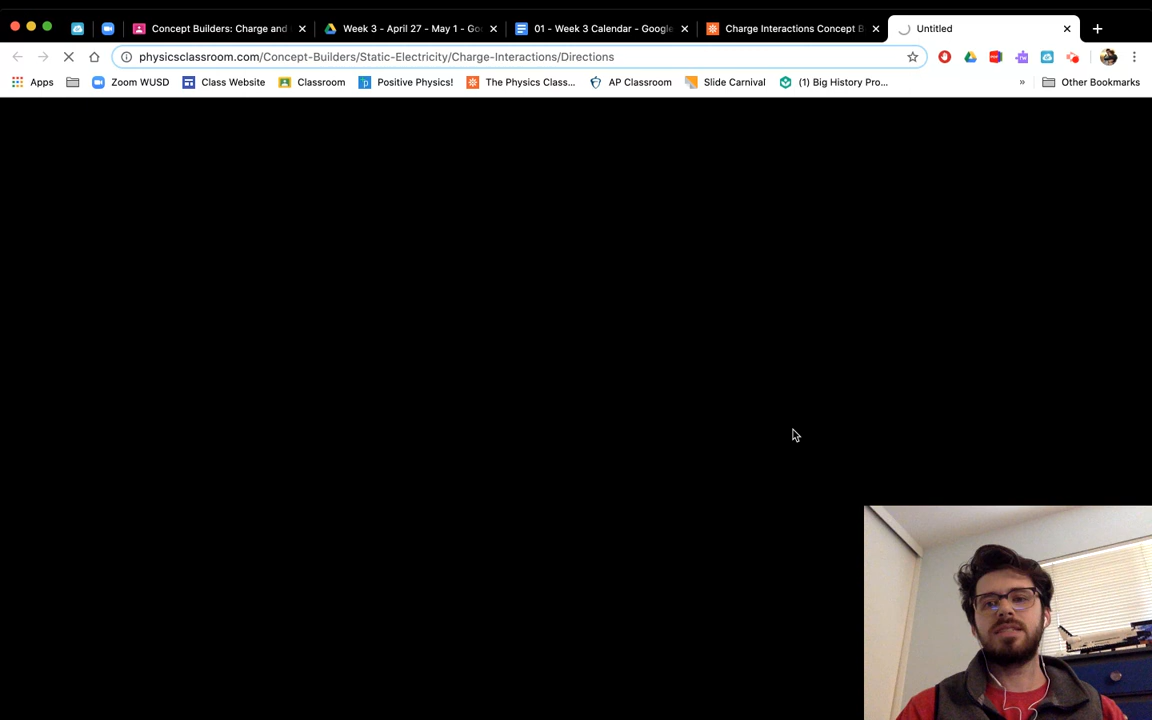 Concept Builders: Charge and
Week 3 - April 27 - May 1 - Go
01 - Week 3 Calendar - Google
Charge Interactions Concept B
Untitled
physicsclassroom.com/Concept-Builders/Static-Electricity/Charge-Interactions/Directions
Apps
Zoom WUSD
Class Website
Classroom
Positive Physics!
The Physics Class...
AP Classroom
Slide Carnival
(1) Big History Pro...
»
Other Bookmarks